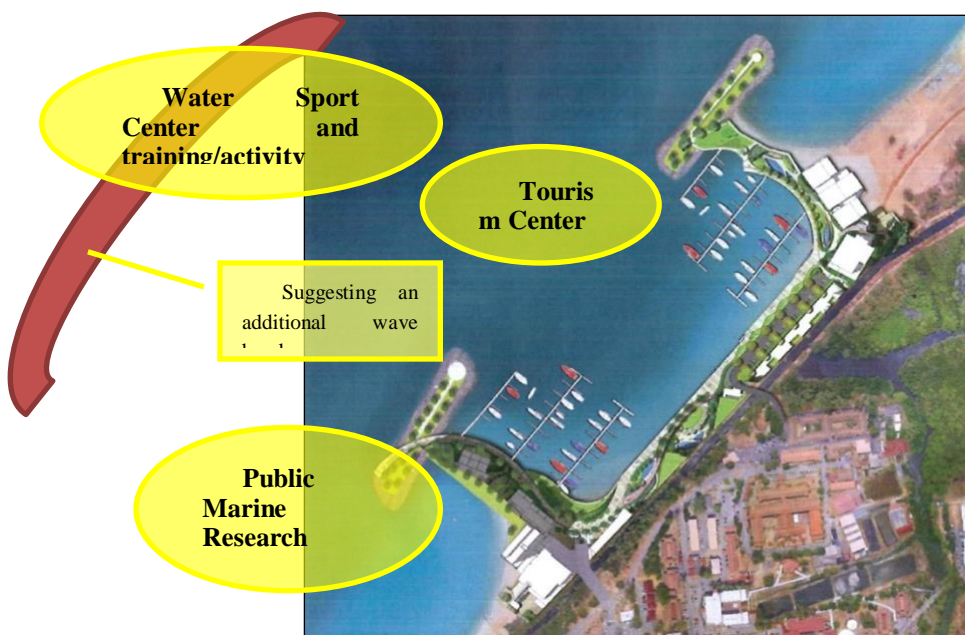 Water Sport
Center and
training/activity
Touris
m Center
Suggesting an
additional wave
Public
Marine
Research